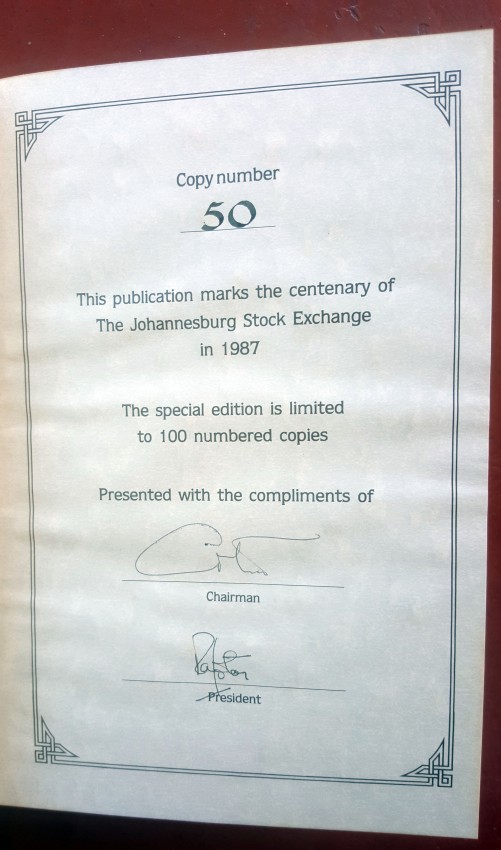 Copy number
50
This publication marks the centenary of
The Johannesburg Stock Exchange
in 1987
The special edition is limited
to 100 numbered copies
Presented with the compliments of
Chairman
President